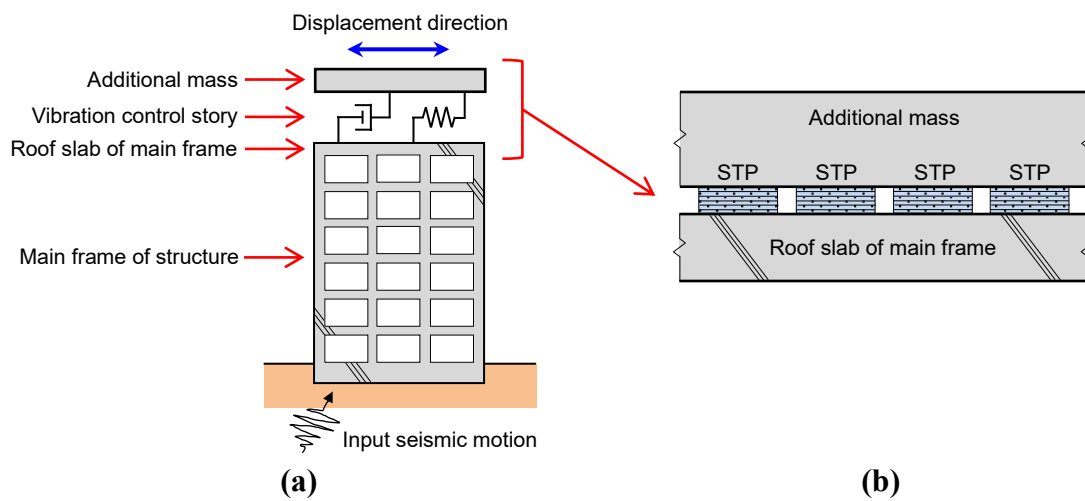 Displacement direction
Additional mass
Vibration control story
Roof slab of main frame
Main frame of structure
Input seismic motion
(a)
Additional mass
STP STP STP STP
Roof slab of main frame
(b)